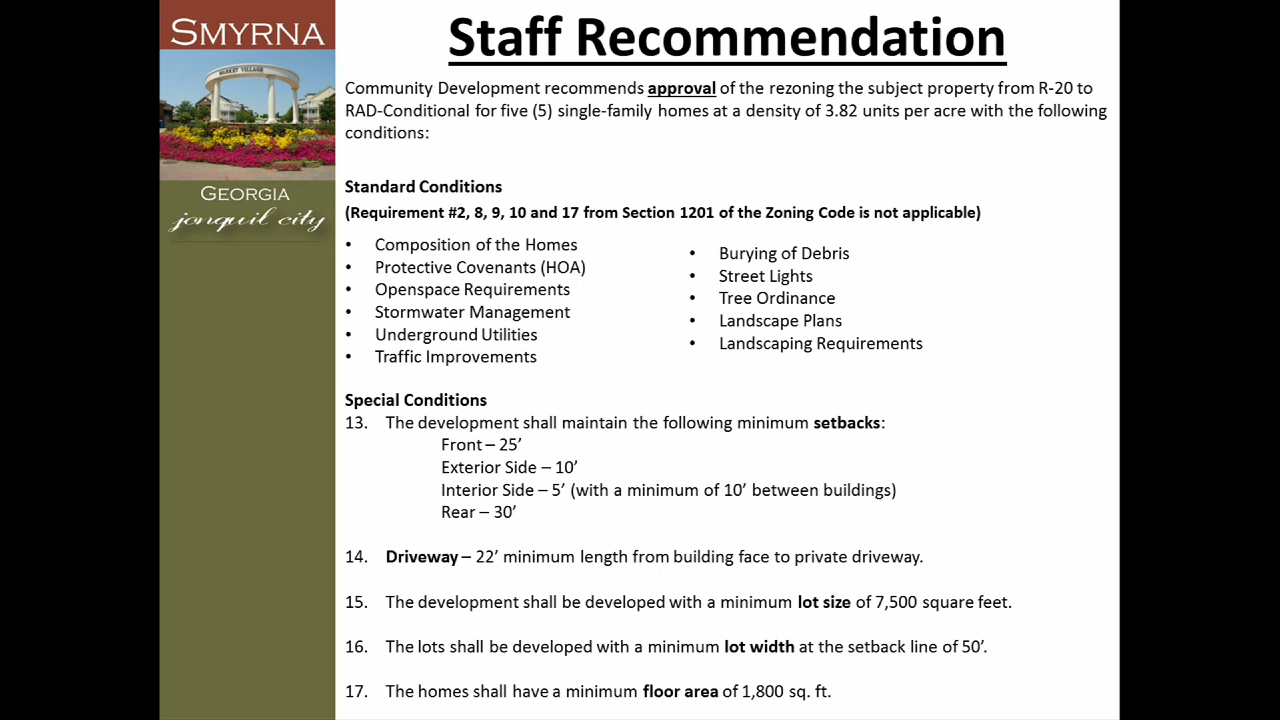 SMYRNA
MARKET VILLAGE
GEORGIA
jonquil city
Staff Recommendation
Community Development recommends approval of the rezoning the subject property from R-20 to
RAD-Conditional for five (5) single-family homes at a density of 3.82 units per acre with the following
conditions:
Standard Conditions
(Requirement #2, 8, 9, 10 and 17 from Section 1201 of the Zoning Code is not applicable)
• Composition of the Homes
• Protective Covenants (HOA)
• Openspace Requirements
• Stormwater Management
• Underground Utilities
• Traffic Improvements
• Burying of Debris
• Street Lights
• Tree Ordinance
• Landscape Plans
• Landscaping Requirements
Special Conditions
13. The development shall maintain the following minimum setbacks:
Front – 25’
Exterior Side – 10’
Interior Side – 5’ (with a minimum of 10’ between buildings)
Rear – 30’
14. Driveway – 22’ minimum length from building face to private driveway.
15. The development shall be developed with a minimum lot size of 7,500 square feet.
16. The lots shall be developed with a minimum lot width at the setback line of 50’.
17. The homes shall have a minimum floor area of 1,800 sq. ft.